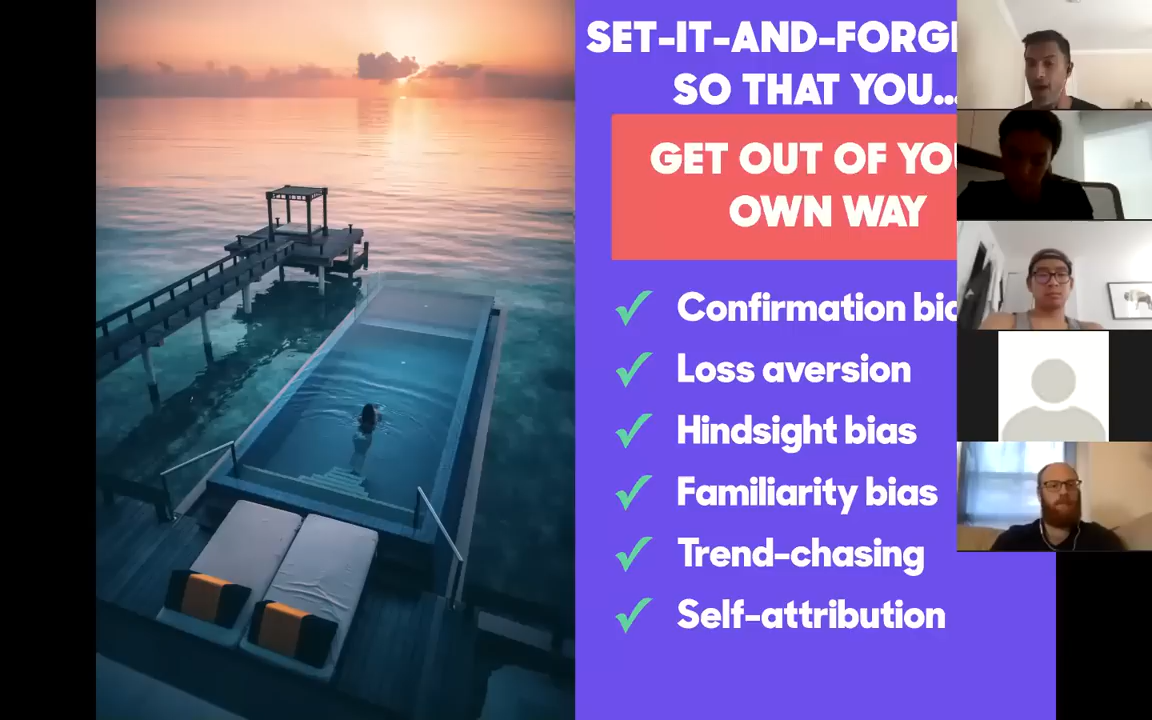 SET-IT-AND-FORG
SO THAT YOU...
GET OUT OF YO
OWN WAY
✓ Confirmation
✓ Loss aversion
✓ Hindsight bias
✓ Familiarity bias
✓ Trend-chasing
✓ Self-attribution